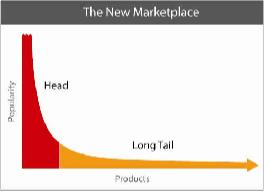 The New Marketplace
Popularity
Head
Long Tail
Products